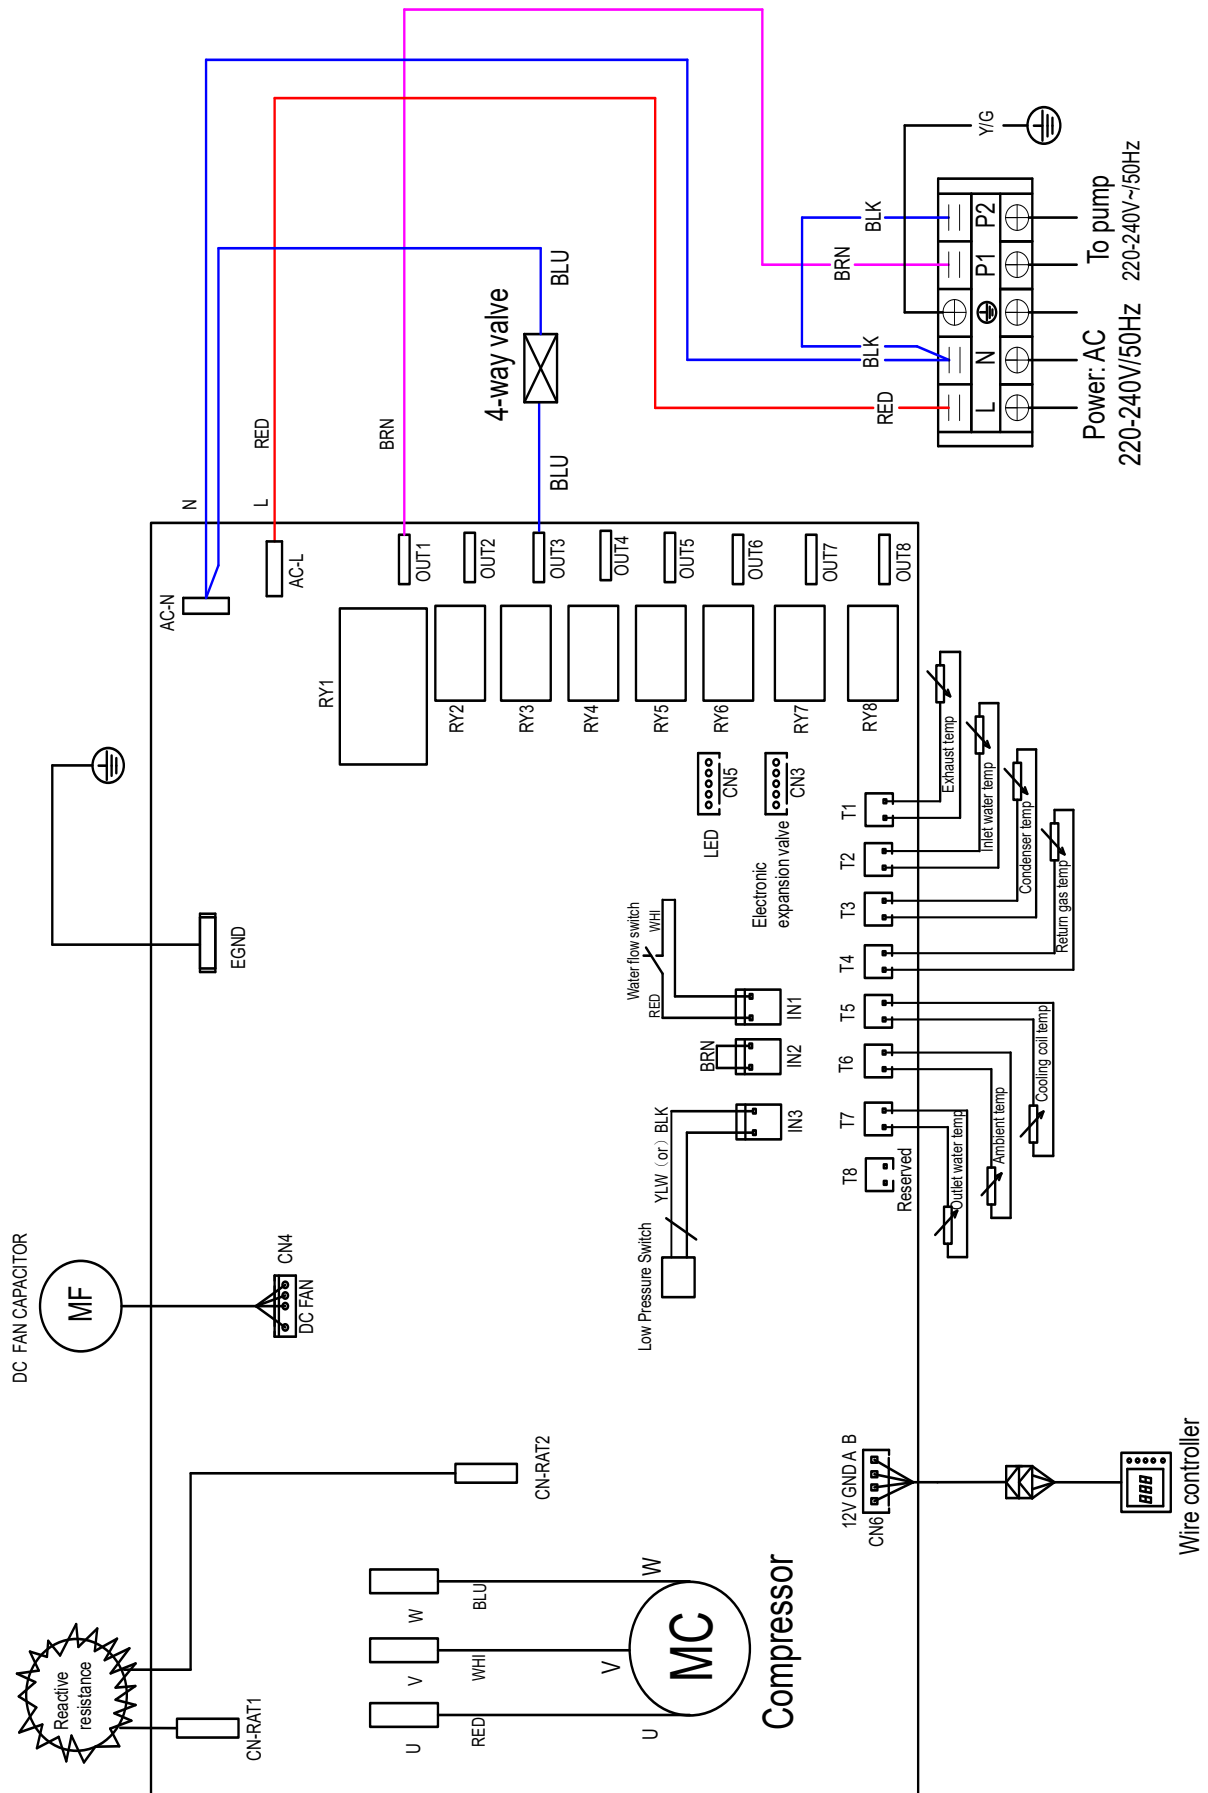 DC FAN CAPACITOR
MF
CN4
DC FAN
Reactive
resistance
CN-RAT1
CN-RAT2
U
V
W
RED
WHI
BLU
U
V
W
MC
Compressor
EGND
AC-N
N
AC-L
L
RED
BRN
4-way valve
BLU
BLU
RY1
RY2
RY3
RY4
RY5
RY6
RY7
RY8
OUT1
OUT2
OUT3
OUT4
OUT5
OUT6
OUT7
OUT8
LED
CN5
Electronic
expansion valve
CN3
Water flow switch
RED
WHI
IN1
BRN
IN2
YLW（or）BLK
IN3
Low Pressure Switch
T1
T2
T3
T4
T5
T6
T7
T8
Reserved
Exhaust temp
Inlet water temp
Condenser temp
Return gas temp
Cooling coil temp
Ambient temp
Outlet water temp
12V GND A B
CN6
888
Wire controller
Y/G
BLK
BRN
BLK
RED
L
N
P1
P2
Power: AC
220-240V/50Hz
To pump
220-240V~/50Hz